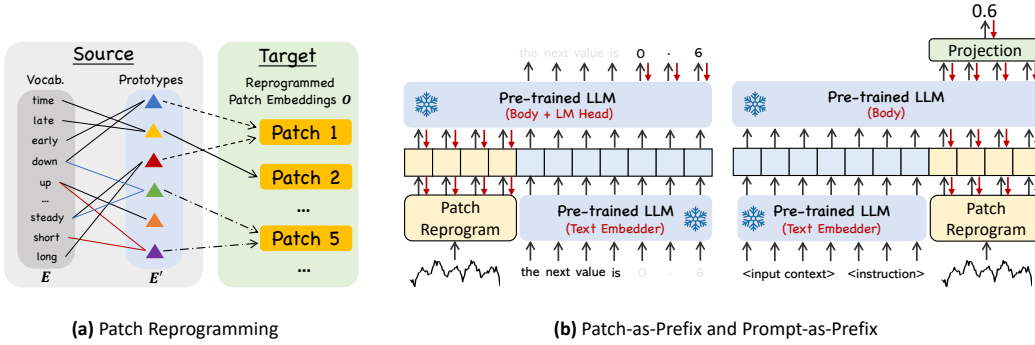 Source
Target
Vocab.
Prototypes
Reprogrammed
Patch Embeddings O
time
late
early
down
up
...
steady
short
long
E
E'
Patch 1
Patch 2
...
Patch 5
...
(a) Patch Reprogramming
the next value is 0 . 6
Pre-trained LLM
(Body + LM Head)
Patch
Reprogram
Pre-trained LLM
(Text Embedder)
the next value is 0 . 6
0.6
Projection
Pre-trained LLM
(Body)
Pre-trained LLM
(Text Embedder)
Patch
Reprogram
<input context> <instruction>
(b) Patch-as-Prefix and Prompt-as-Prefix